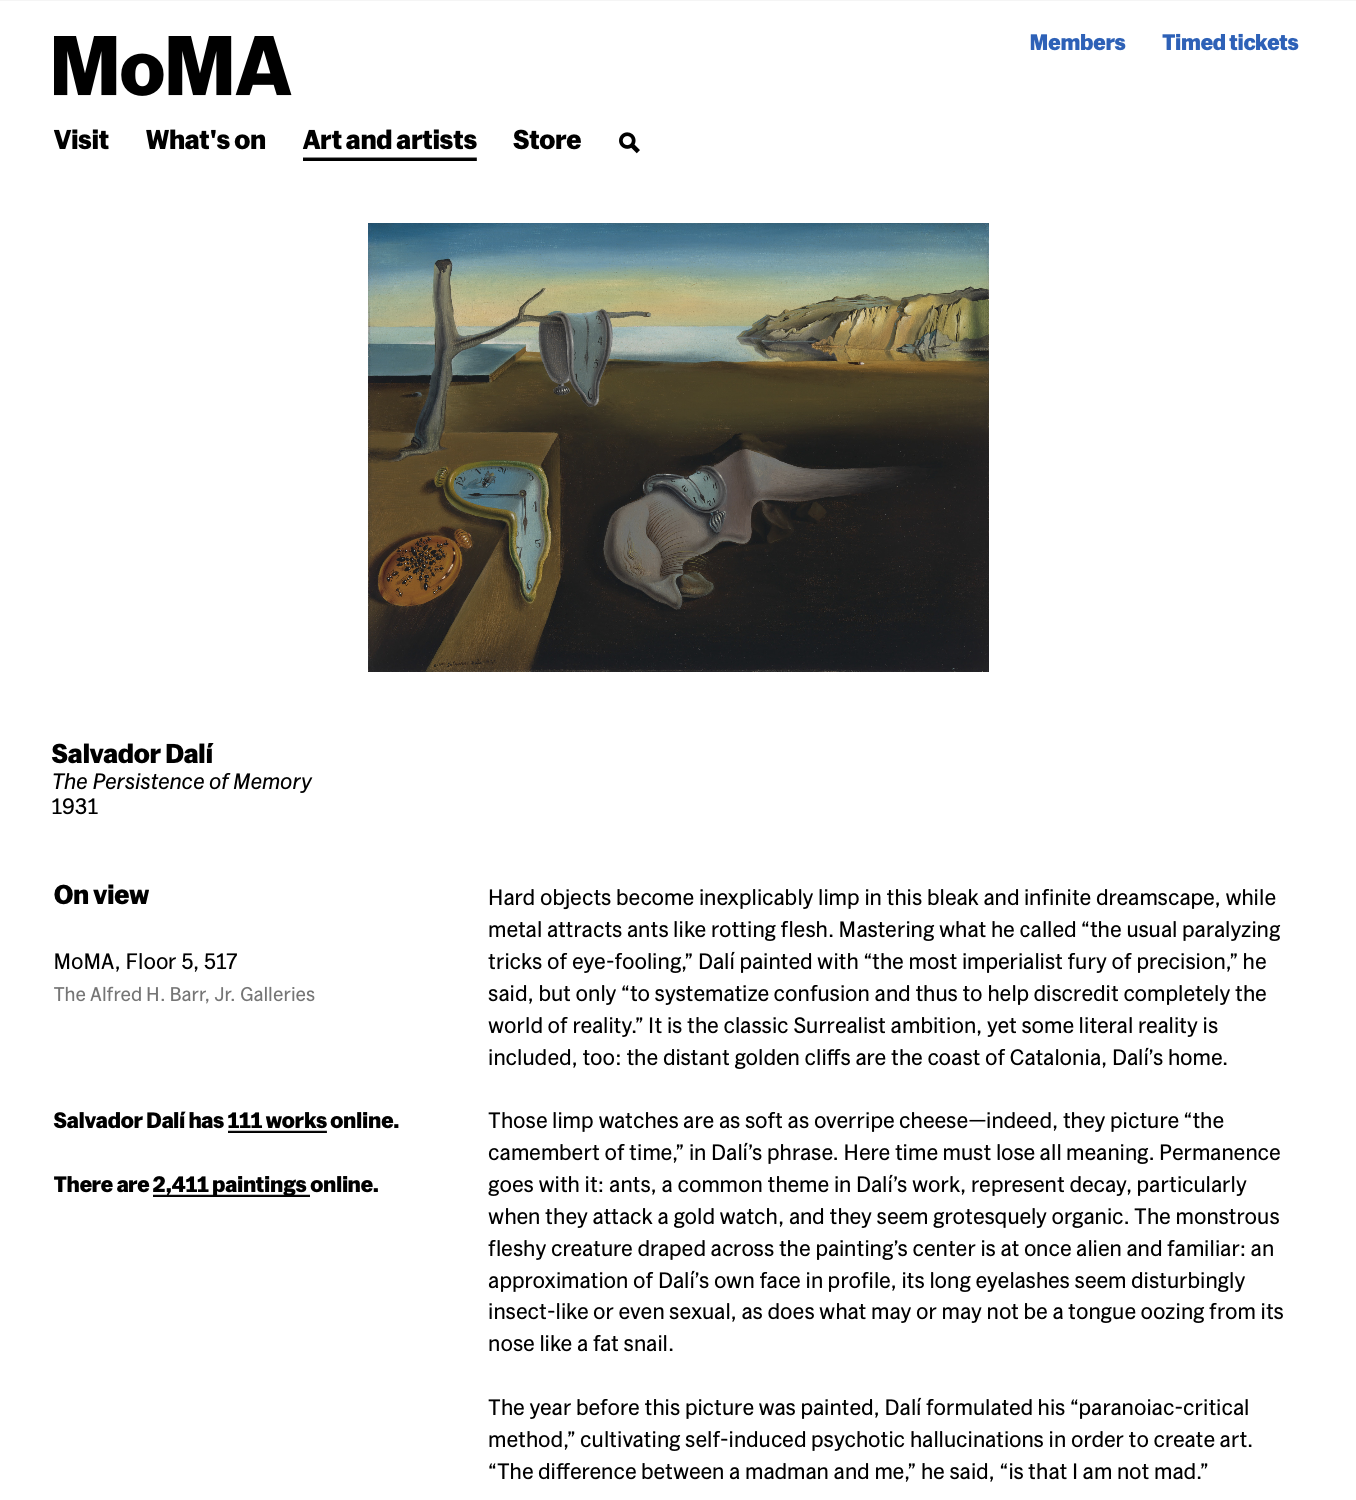 MoMA
Members Timed tickets
Visit What's on Art and artists Store
Salvador Dalí
The Persistence of Memory
1931
On view
MoMA, Floor 5, 517
The Alfred H. Barr, Jr. Galleries
Salvador Dalí has 111 works online.
There are 2,411 paintings online.
Hard objects become inexplicably limp in this bleak and infinite dreamscape, while
metal attracts ants like rotting flesh. Mastering what he called “the usual paralyzing
tricks of eye-fooling,” Dalí painted with “the most imperialist fury of precision,” he
said, but only “to systematize confusion and thus to help discredit completely the
world of reality.” It is the classic Surrealist ambition, yet some literal reality is
included, too: the distant golden cliffs are the coast of Catalonia, Dalí’s home.
Those limp watches are as soft as overripe cheese—indeed, they picture “the
camembert of time,” in Dalí’s phrase. Here time must lose all meaning. Permanence
goes with it: ants, a common theme in Dalí’s work, represent decay, particularly
when they attack a gold watch, and they seem grotesquely organic. The monstrous
fleshy creature draped across the painting’s center is at once alien and familiar: an
approximation of Dalí’s own face in profile, its long eyelashes seem disturbingly
insect-like or even sexual, as does what may or may not be a tongue oozing from its
nose like a fat snail.
The year before this picture was painted, Dalí formulated his “paranoiac-critical
method,” cultivating self-induced psychotic hallucinations in order to create art.
“The difference between a madman and me,” he said, “is that I am not mad.”